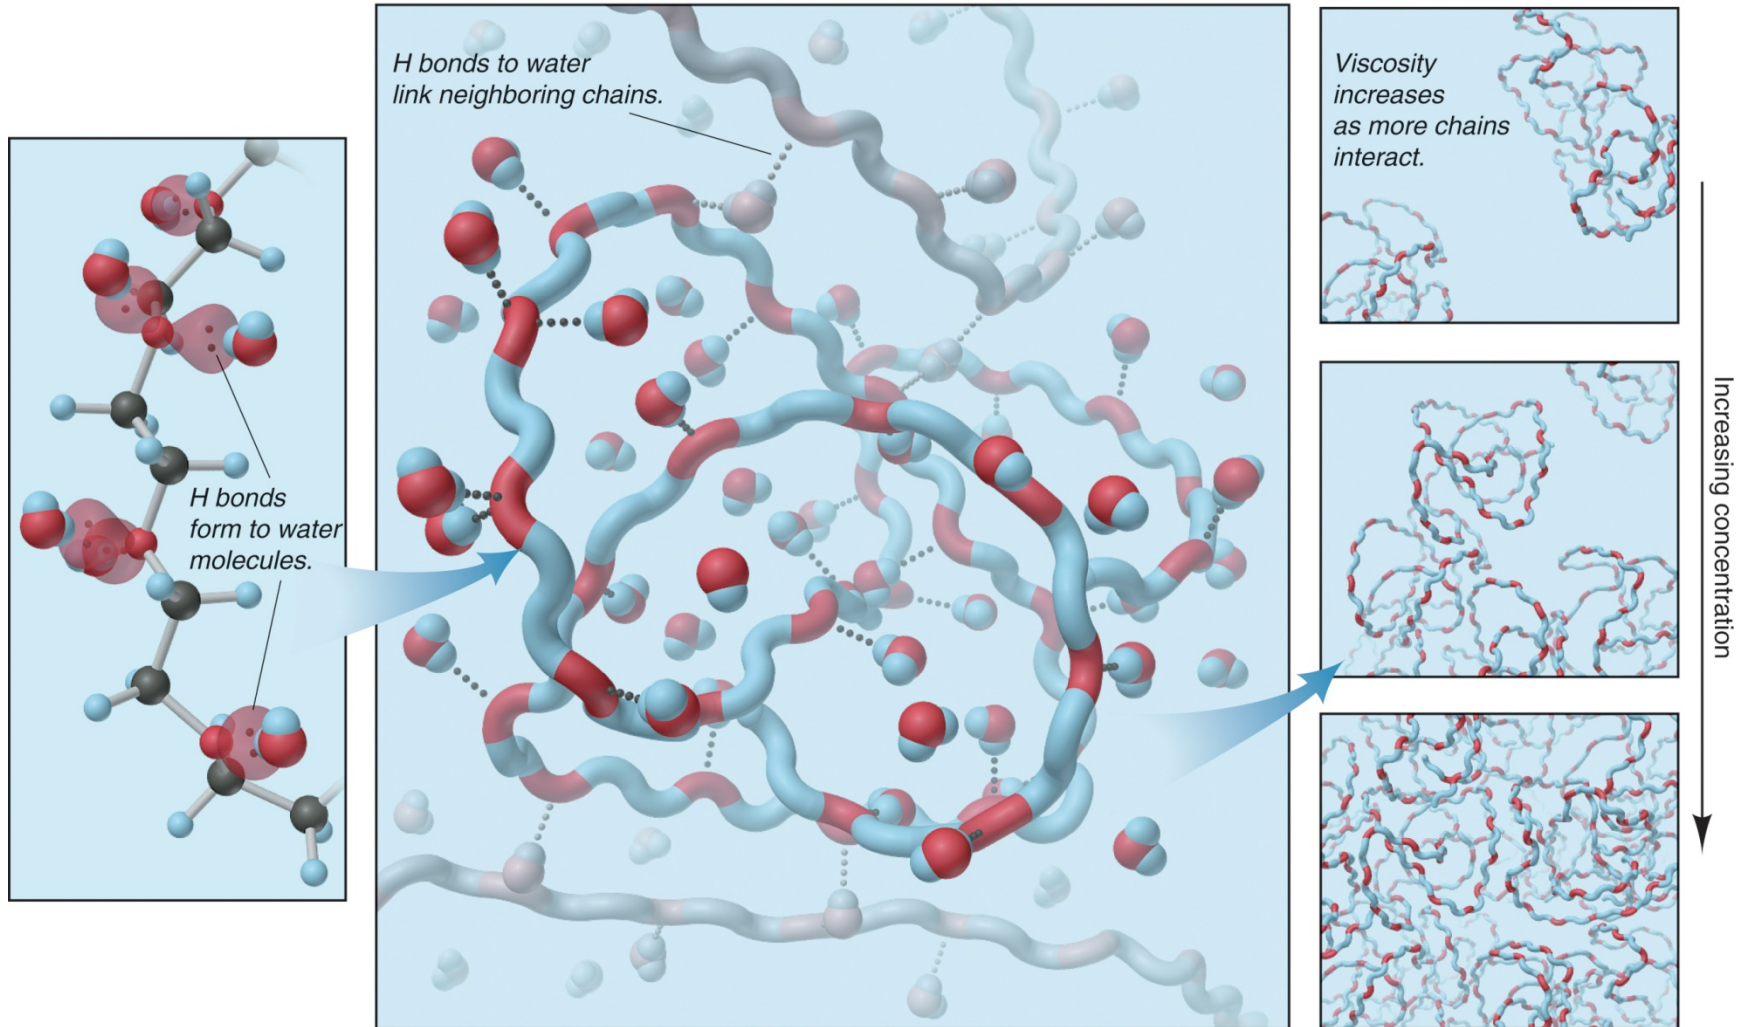 H bonds
form to water
molecules.
H bonds to water
link neighboring chains.
Viscosity
increases
as more chains
interact.
Increasing concentration